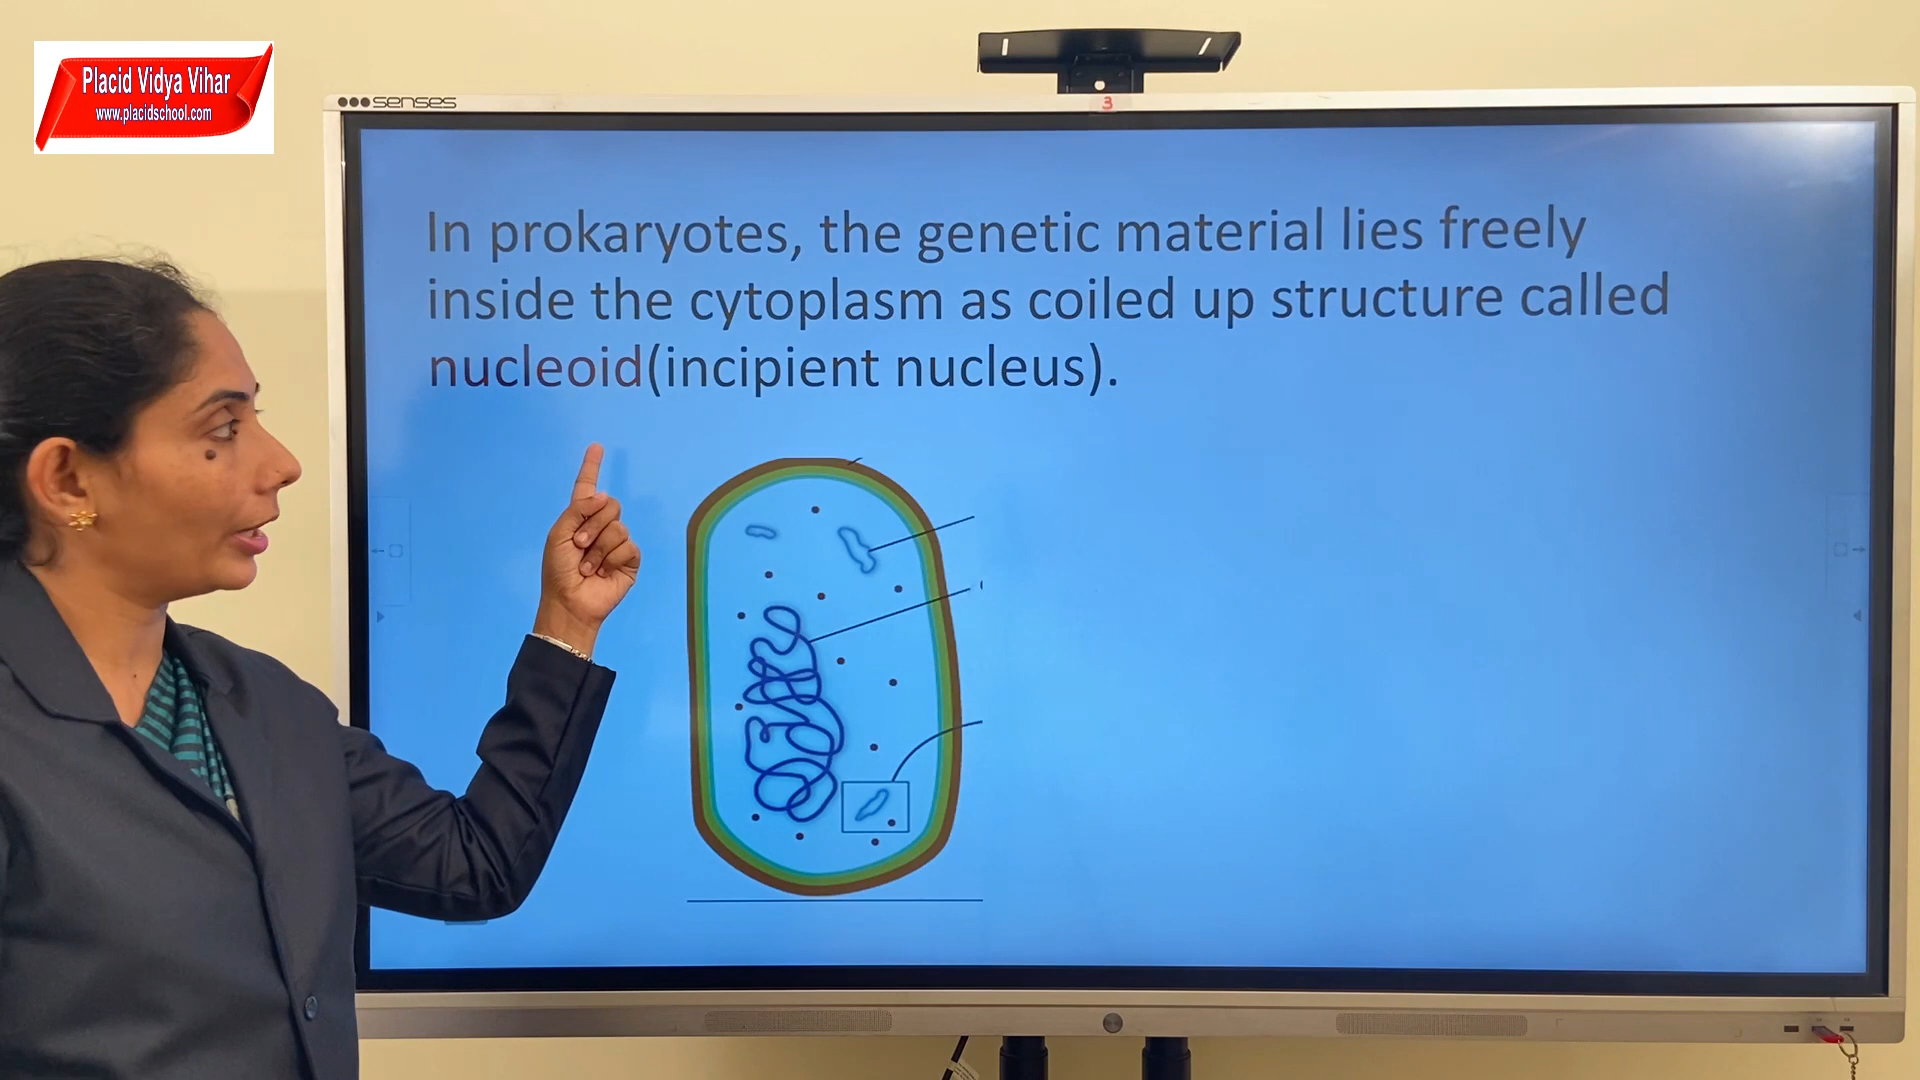 Placid Vidya Vihar
www.placidschool.com
senses
3
In prokaryotes, the genetic material lies freely
inside the cytoplasm as coiled up structure called
nucleoid(incipient nucleus).